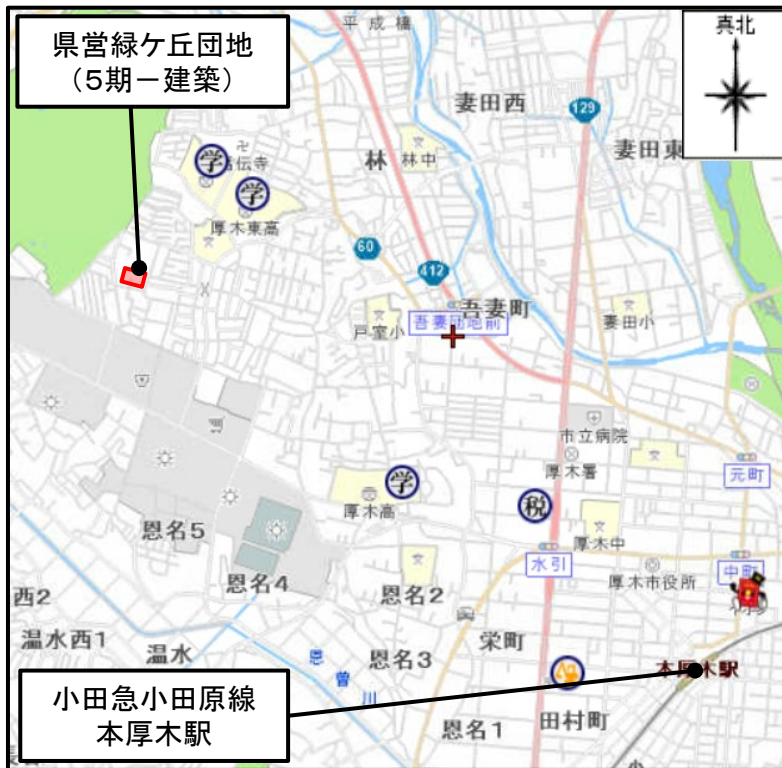 県営緑ケ丘団地
(5期－建築)
真北
平成橋
妻田西
129
妻田東
林
林中
学
学
厚木東高
60
412
吾妻町
吾妻団地前
戸室小
妻田小
市立病院
厚木署
元町
学
厚木高
税
厚木中
恩名5
水引
中町
恩名4
恩名2
厚木市役所
西2
温水西1
温水
恩曽川
恩名3
栄町
本厚木駅
小田急小田原線
本厚木駅
恩名1
田村町